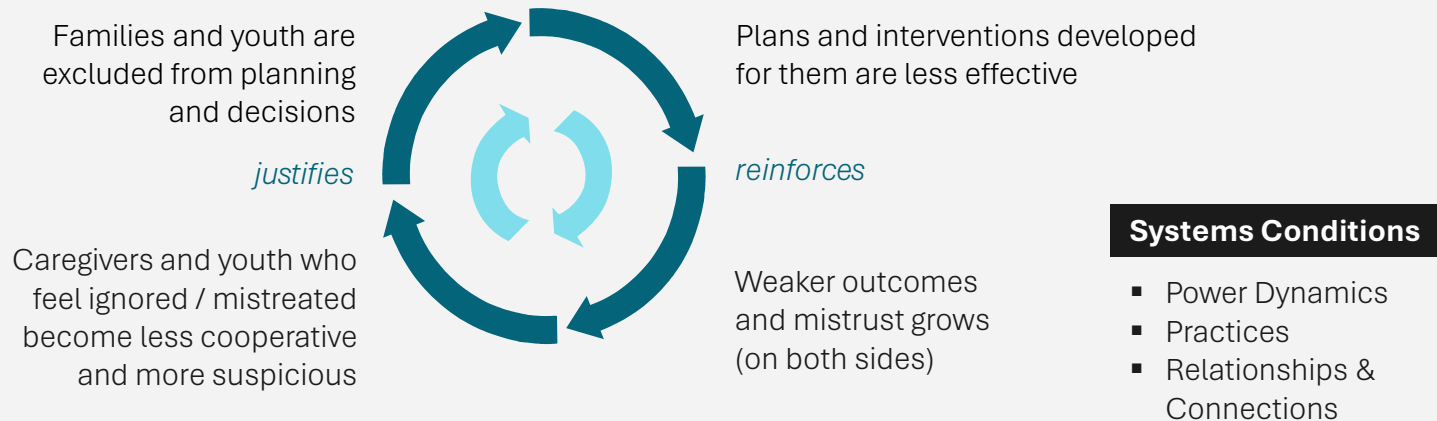 Families and youth are
excluded from planning
and decisions
Plans and interventions developed
for them are less effective
justifies
reinforces
Caregivers and youth who
feel ignored / mistreated
become less cooperative
and more suspicious
Weaker outcomes
and mistrust grows
(on both sides)
Systems Conditions
▪ Power Dynamics
▪ Practices
▪ Relationships &
Connections